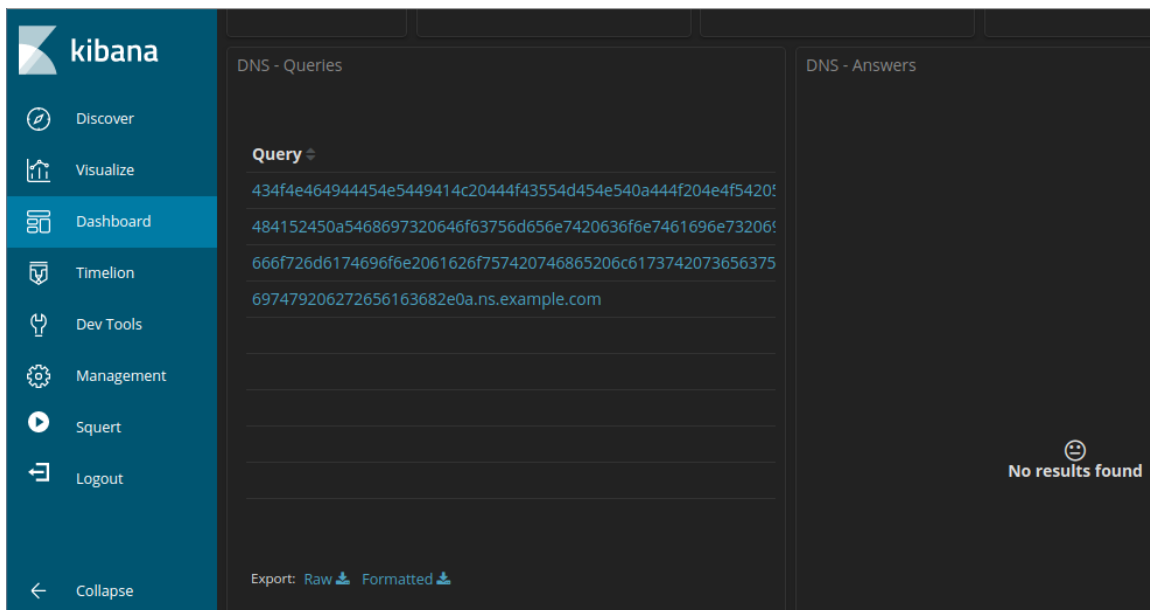 kibana
Discover
Visualize
Dashboard
Timelion
Dev Tools
Management
Squert
Logout
Collapse
DNS - Queries
Query
434f4e464944454e5449414c20444f43554d454e540a444f204e4f54205
484152450a5468697320646f63756d656e7420636f6e7461696e732069
666f726d6174696f6e2061626f757420746865206c6173742073656375
697479206272656163682e0a.ns.example.com
Export: Raw Formatted
DNS - Answers
No results found